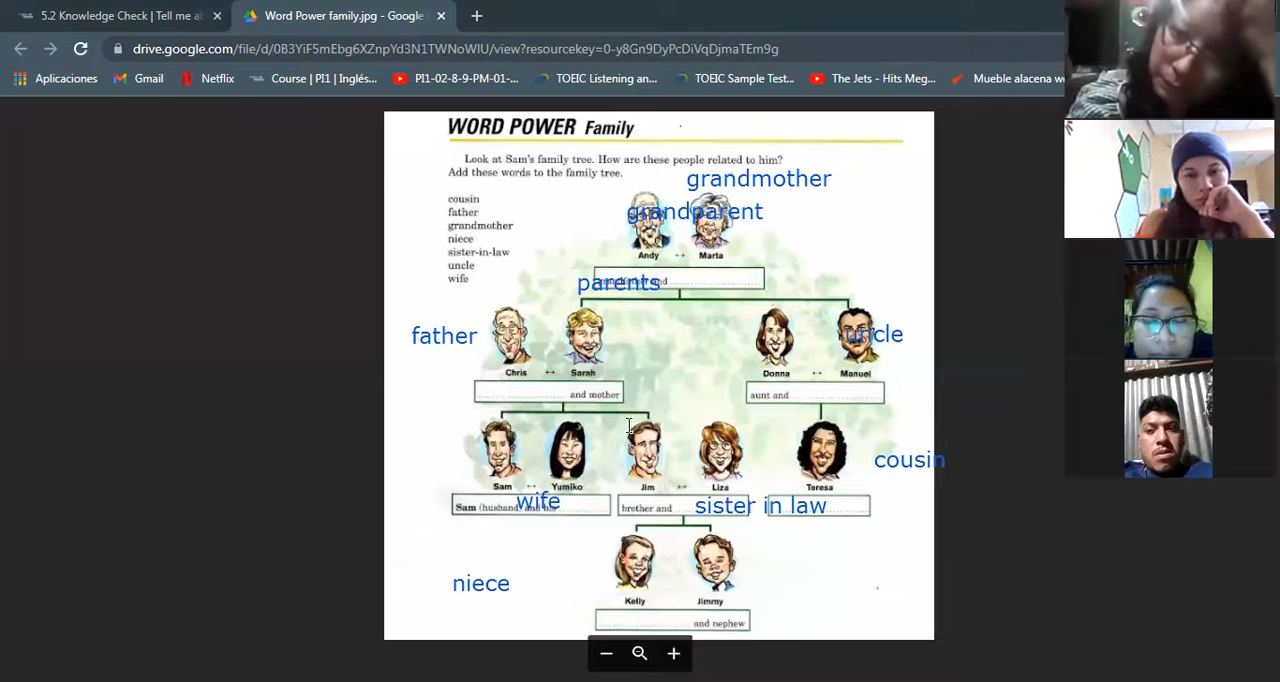 5.2 Knowledge Check | Tell me a
Word Power family.jpg - Google
drive.google.com/file/d/0B3YiF5mEbg6XZnpYd3N1TWNoWlU/view?resourcekey=0-y8Gn9DyPcDiVqDjmaTEm9g
Aplicaciones
Gmail
Netflix
Course | PI1 | Inglés...
PI1-02-8-9-PM-01-...
TOEIC Listening an...
TOEIC Sample Test...
The Jets - Hits Meg...
Mueble alacena
WORD POWER Family
Look at Sam's family tree. How are these people related to him?
Add these words to the family tree.
grandmother
cousin
father
grandmother
niece
sister-in-law
uncle
wife
grandparent
Andy ↔ Marta
parents
and
father
uncle
Chris ↔ Sarah
Donna ↔ Manuel
and mother
aunt and
cousin
Sam ↔ Yumiko
Jim ↔ Liza
Teresa
Sam (husband) and his
wife
brother and
sister in law
niece
Kelly
Jimmy
and nephew